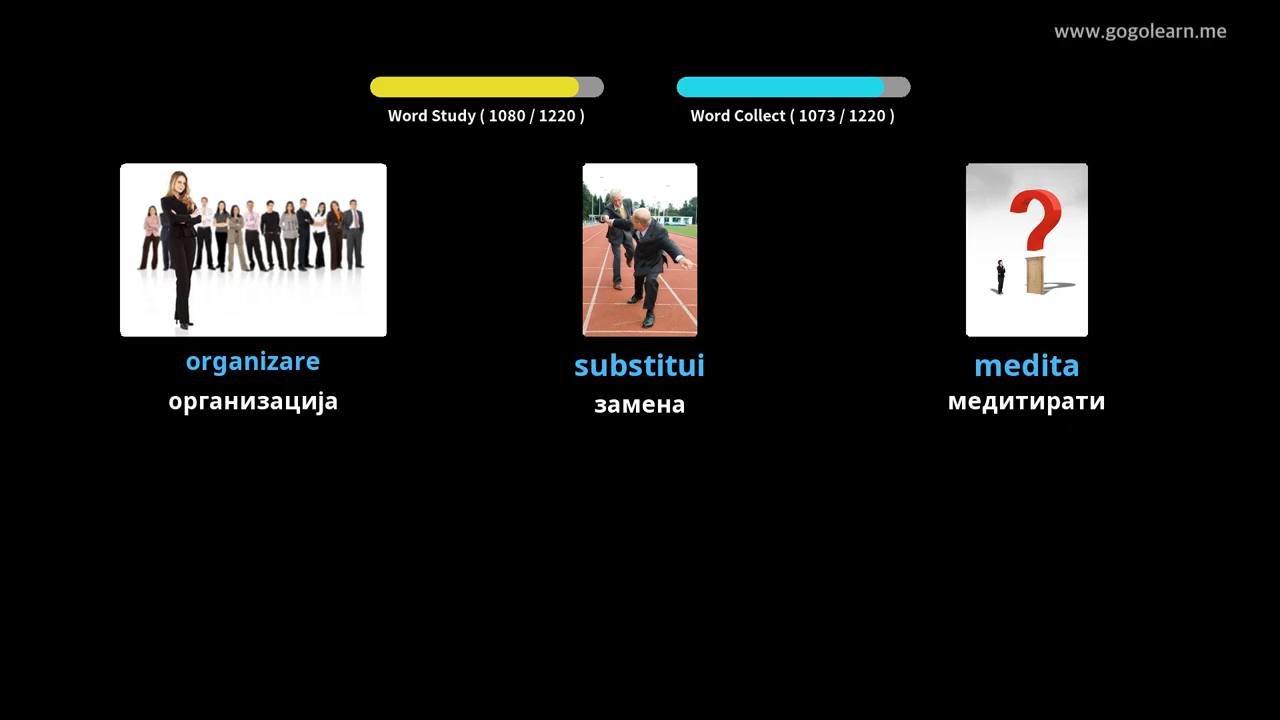 www.gogolearn.me
Word Study ( 1080 / 1220 )
Word Collect ( 1073 / 1220 )
organizare
организација
substitui
замена
medita
медитирати